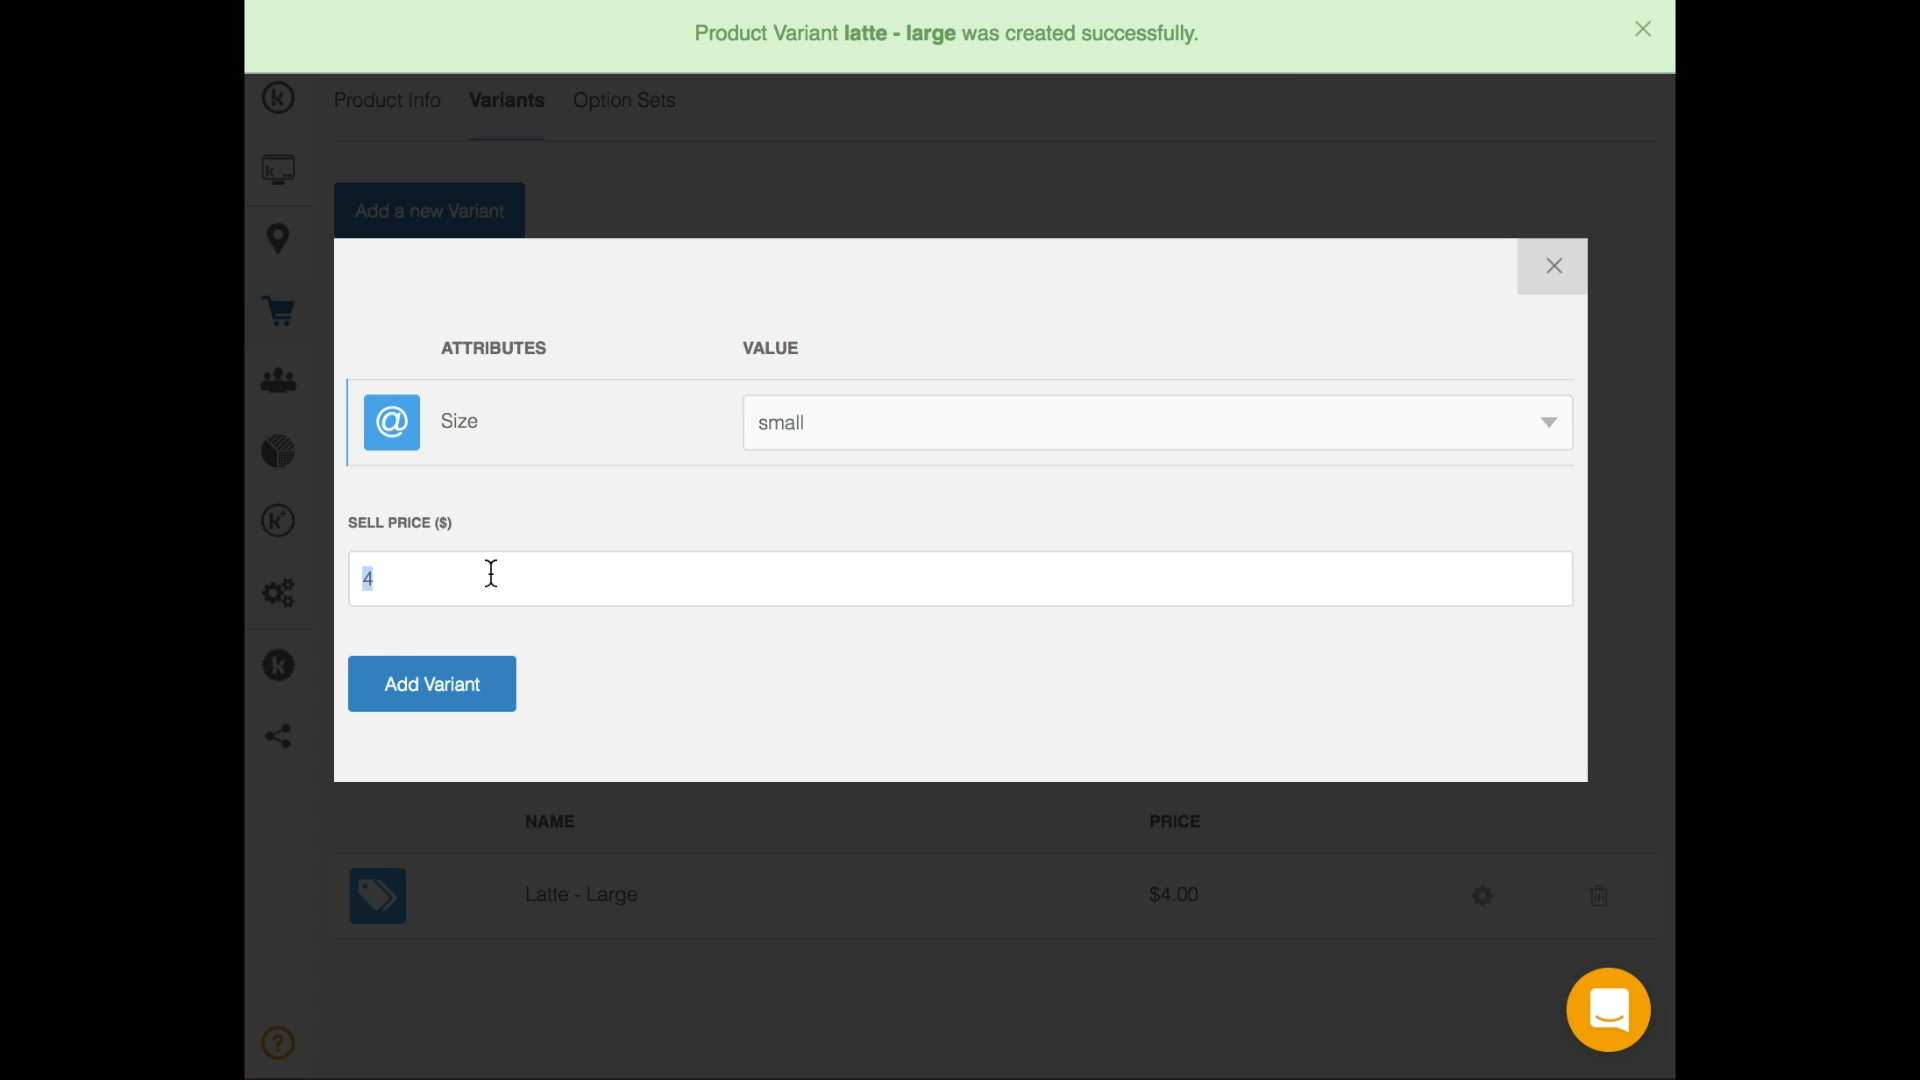 Product Variant latte - large was created successfully.
Product Info Variants Option Sets
Add a new Variant
ATTRIBUTES VALUE
@ Size small
SELL PRICE ($)
4
Add Variant
NAME PRICE
Latte - Large $4.00
?